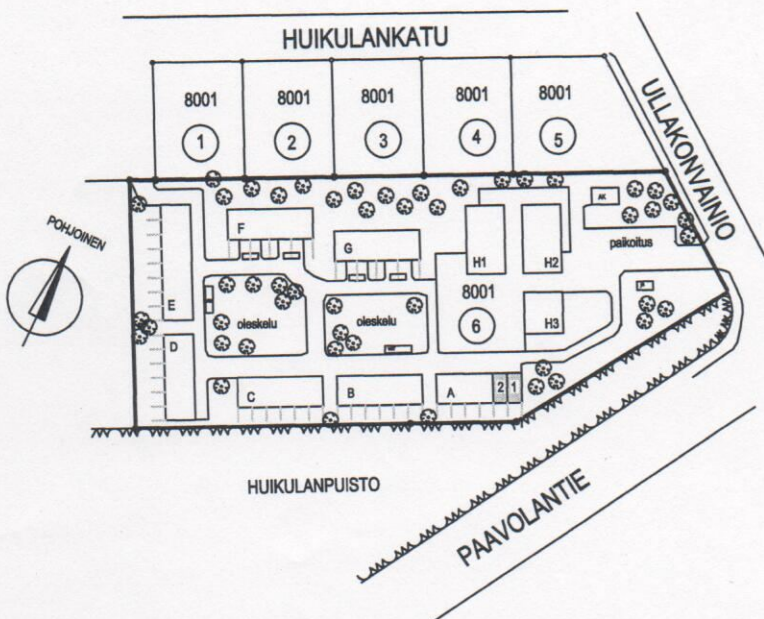 HUIKULANKATU
ULLAKONVAINIO
8001 8001 8001 8001 8001
1 2 3 4 5
POHJOINEN
F
G
H1 H2
AK
paikoitus
E
8001
6
oleskelu oleskelu
H3
D
C B A 2 1
HUIKULANPUISTO
PAAVOLANTIE